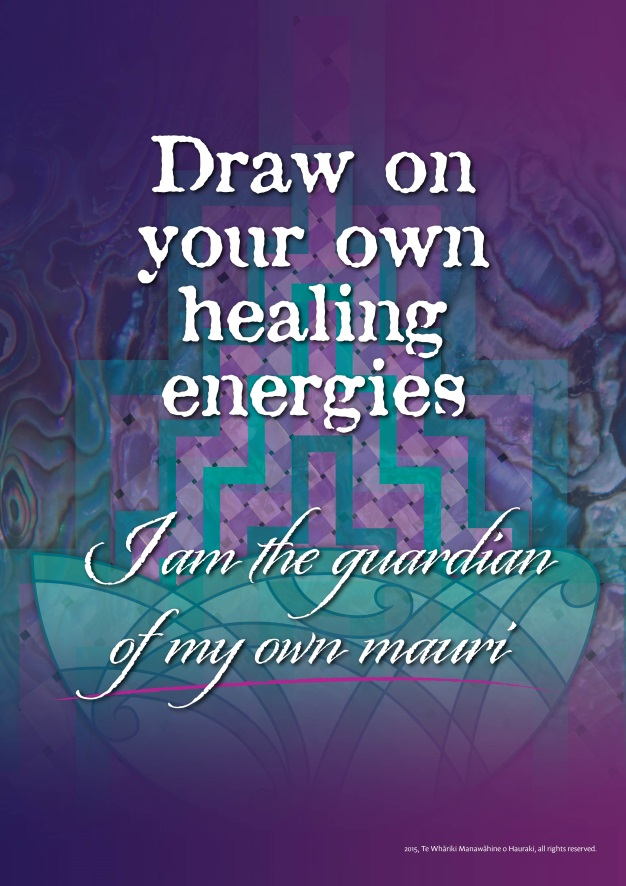 Draw on
your own
healing
energies
I am the guardian
of my own mauri
2015, Te Whāriki Manawāhine o Hauraki, all rights reserved.